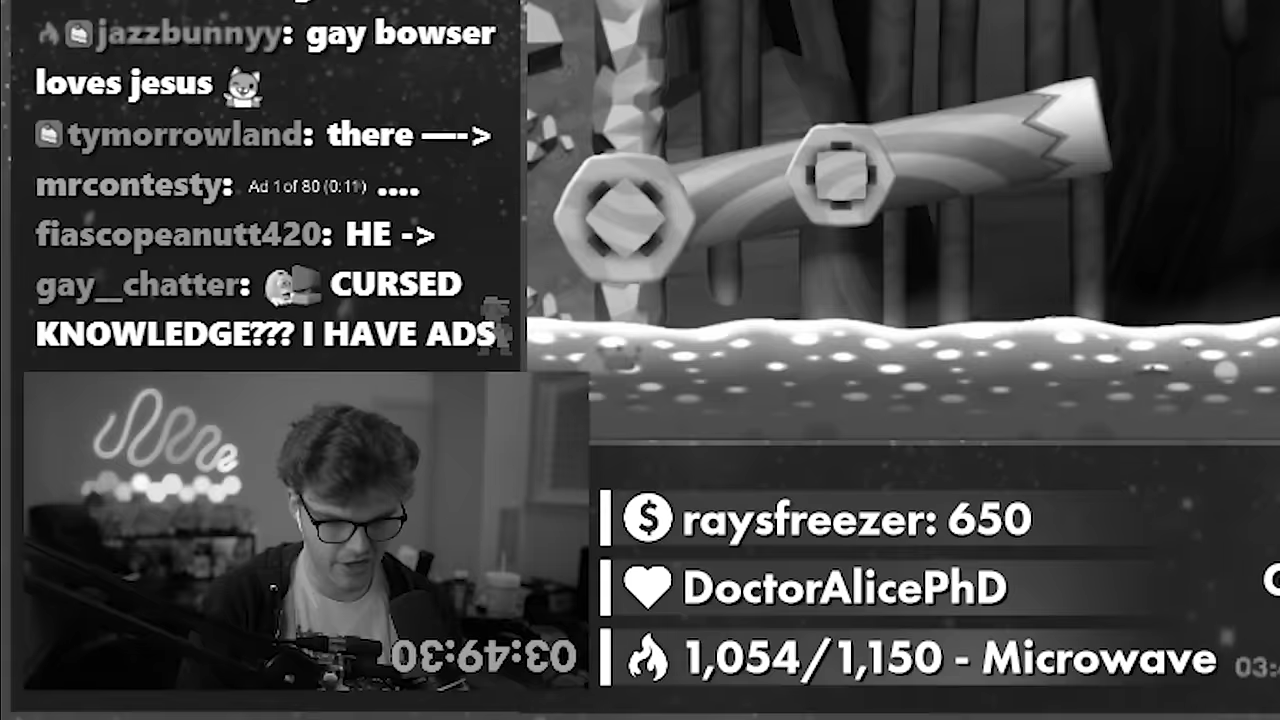 jazzbunnyy: gay bowser
loves jesus
tymorrowland: there —-->
mrcontesty: Ad 1 of 80 (0:11) ....
fiascopeanutt420: HE ->
gay__chatter: CURSED
KNOWLEDGE??? I HAVE ADS
03:49:30
raysfreezer: 650
DoctorAlicePhD
1,054/1,150 - Microwave